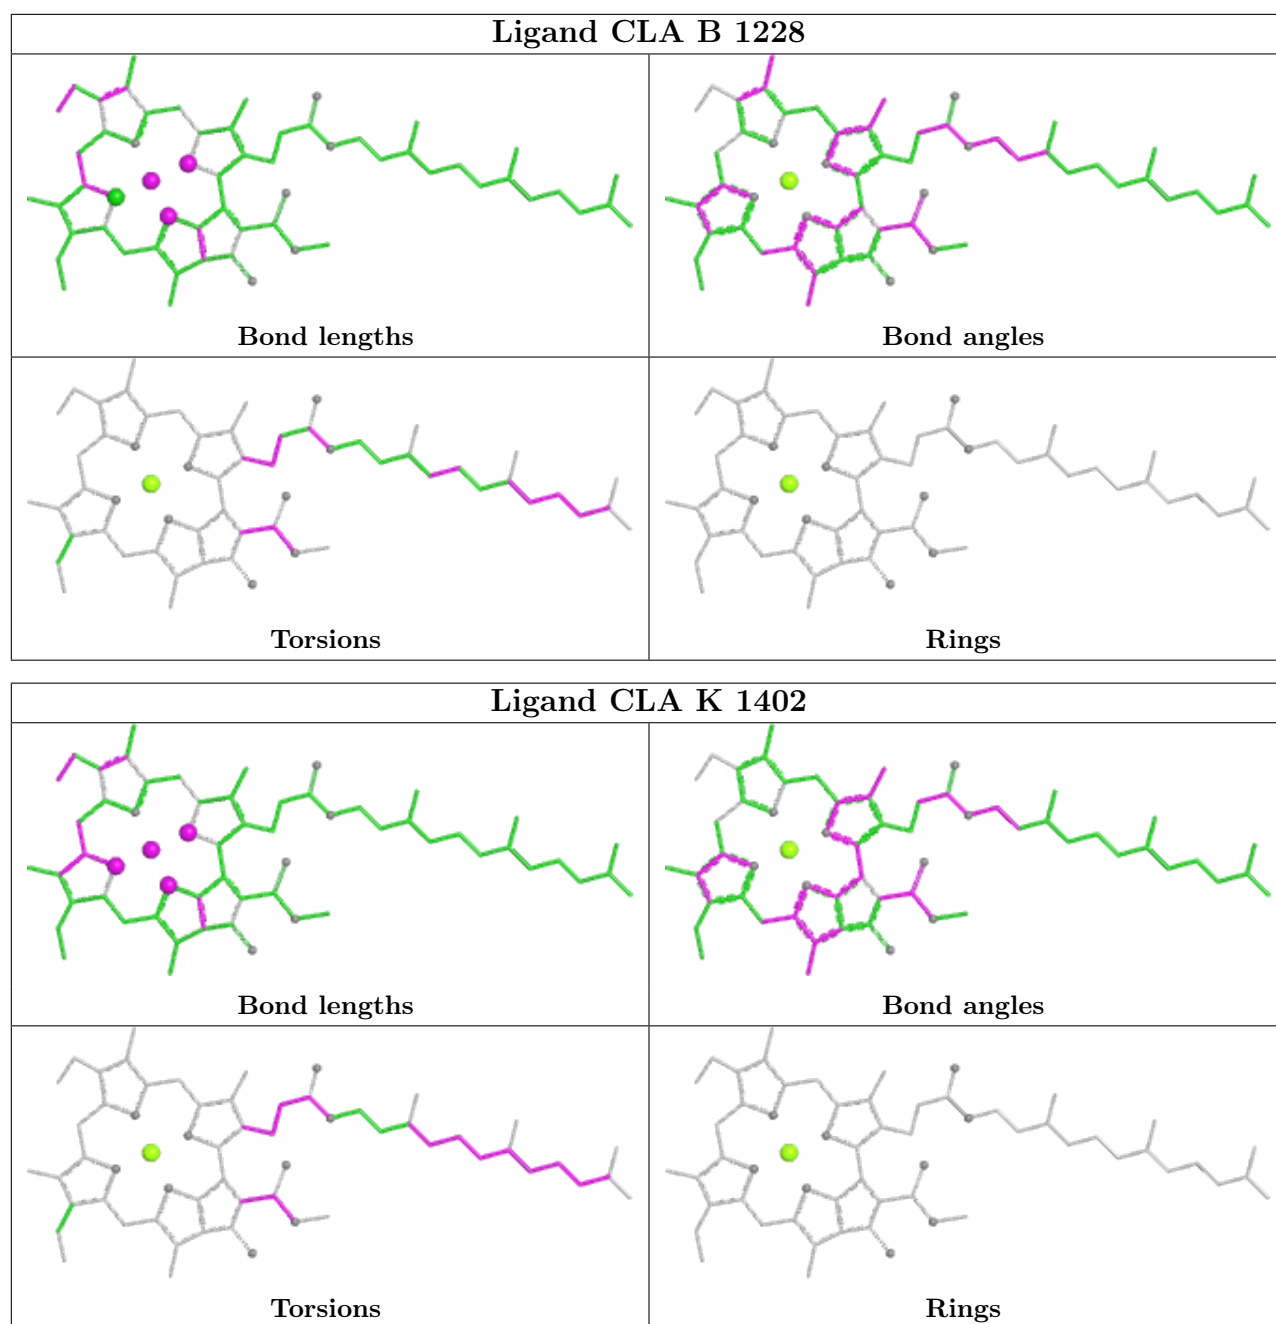 Ligand CLA B 1228
Bond lengths
Bond angles
Torsions
Rings
Ligand CLA K 1402
Bond lengths
Bond angles
Torsions
Rings